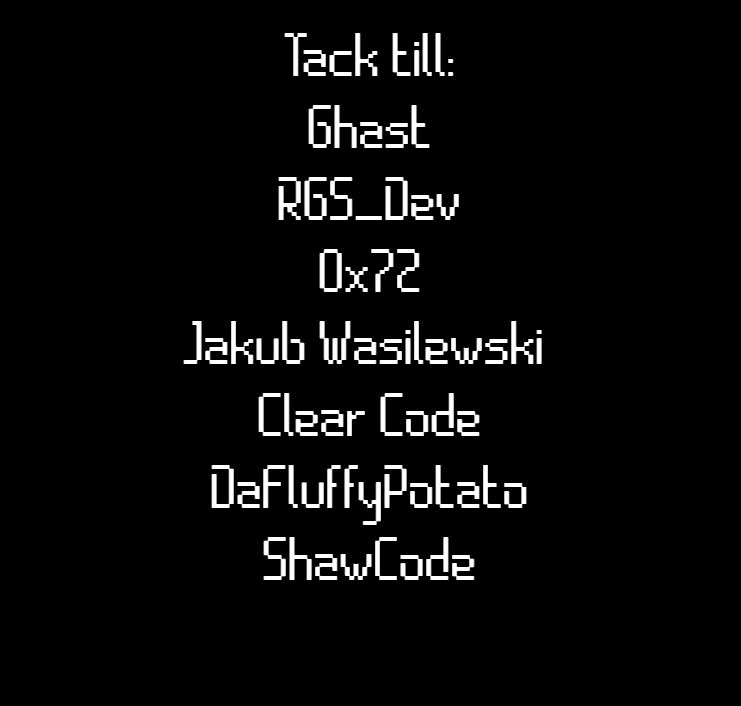 Tack till:
Ghast
RGS_Dev
0x72
Jakub Wasilewski
Clear Code
DaFluffyPotato
ShawCode